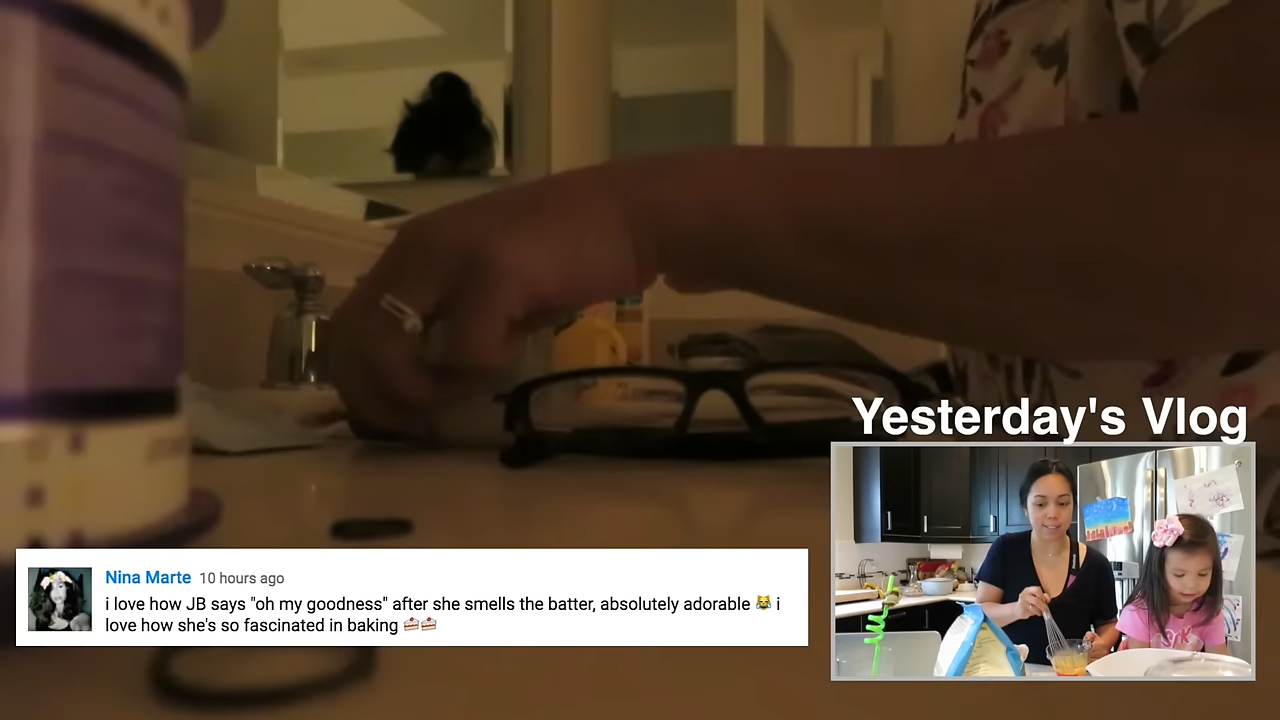 Yesterday's Vlog
Nina Marte 10 hours ago
i love how JB says "oh my goodness" after she smells the batter, absolutely adorable 😹 i
love how she's so fascinated in baking 🍰🍰